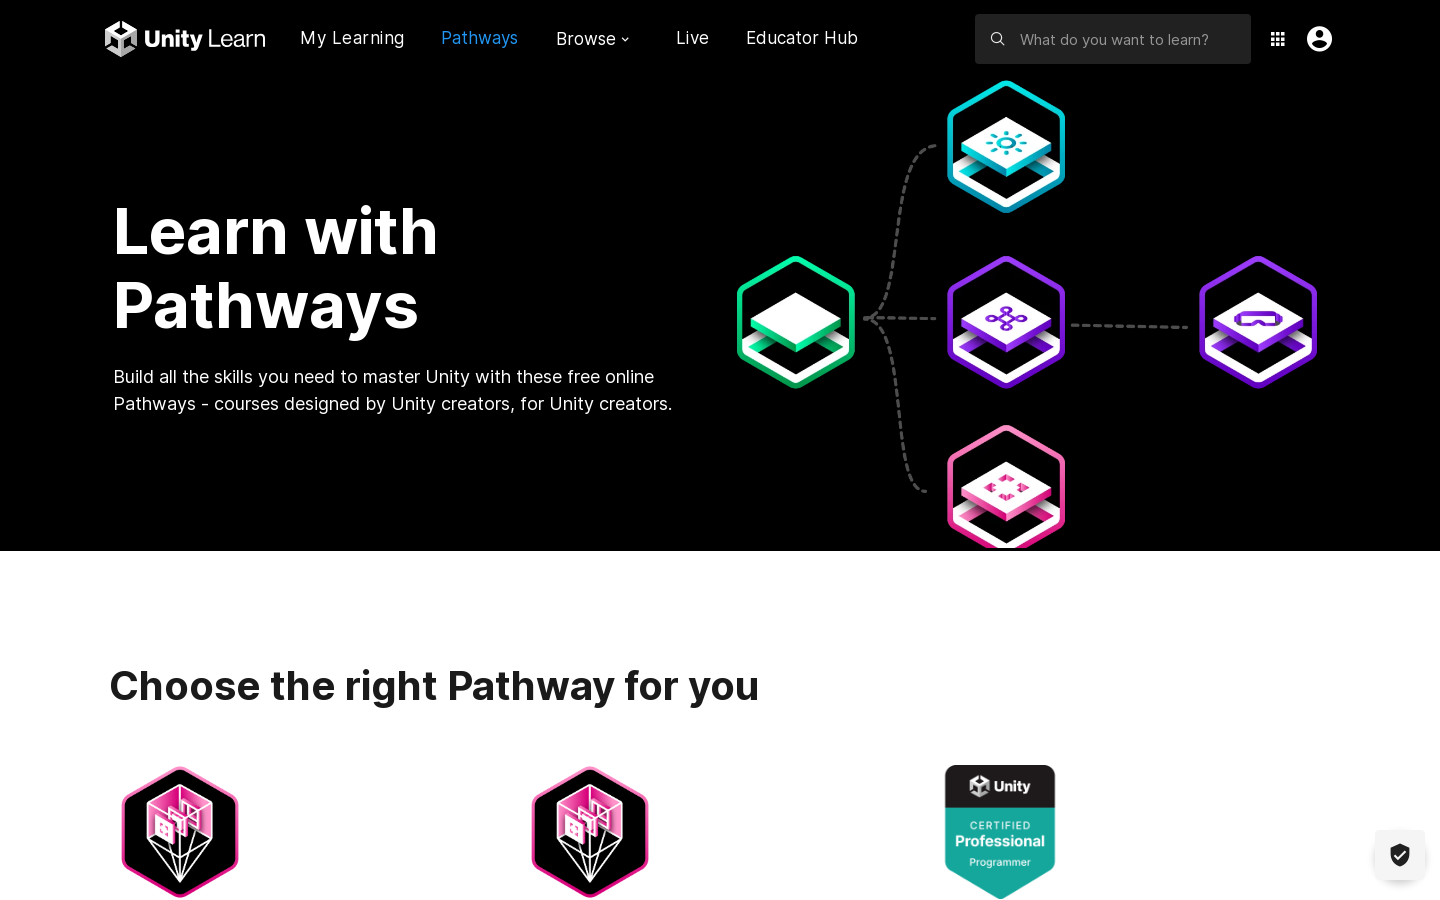 Unity Learn
My Learning
Pathways
Browse
Live
Educator Hub
What do you want to learn?
Learn with
Pathways
Build all the skills you need to master Unity with these free online
Pathways - courses designed by Unity creators, for Unity creators.
Choose the right Pathway for you
Unity
CERTIFIED
Professional
Programmer